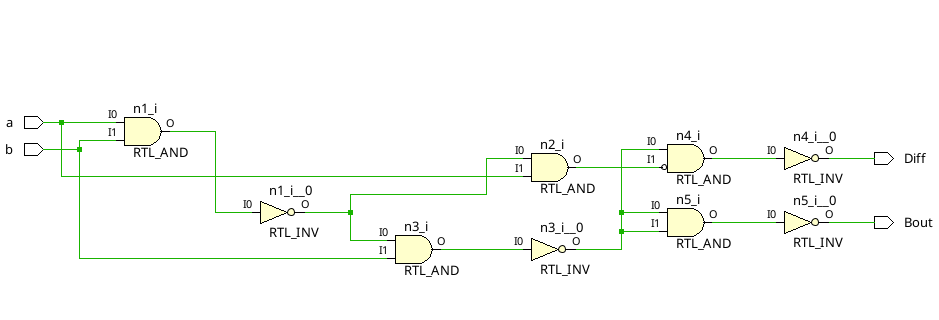 a
b
n1_i
I0
I1
O
RTL_AND
n1_i__0
I0
O
RTL_INV
n2_i
I0
I1
O
RTL_AND
n3_i
I0
I1
O
RTL_AND
n3_i__0
I0
O
RTL_INV
n4_i
I0
I1
O
RTL_AND
n5_i
I0
I1
O
RTL_AND
n4_i__0
I0
O
RTL_INV
n5_i__0
I0
O
RTL_INV
Diff
Bout